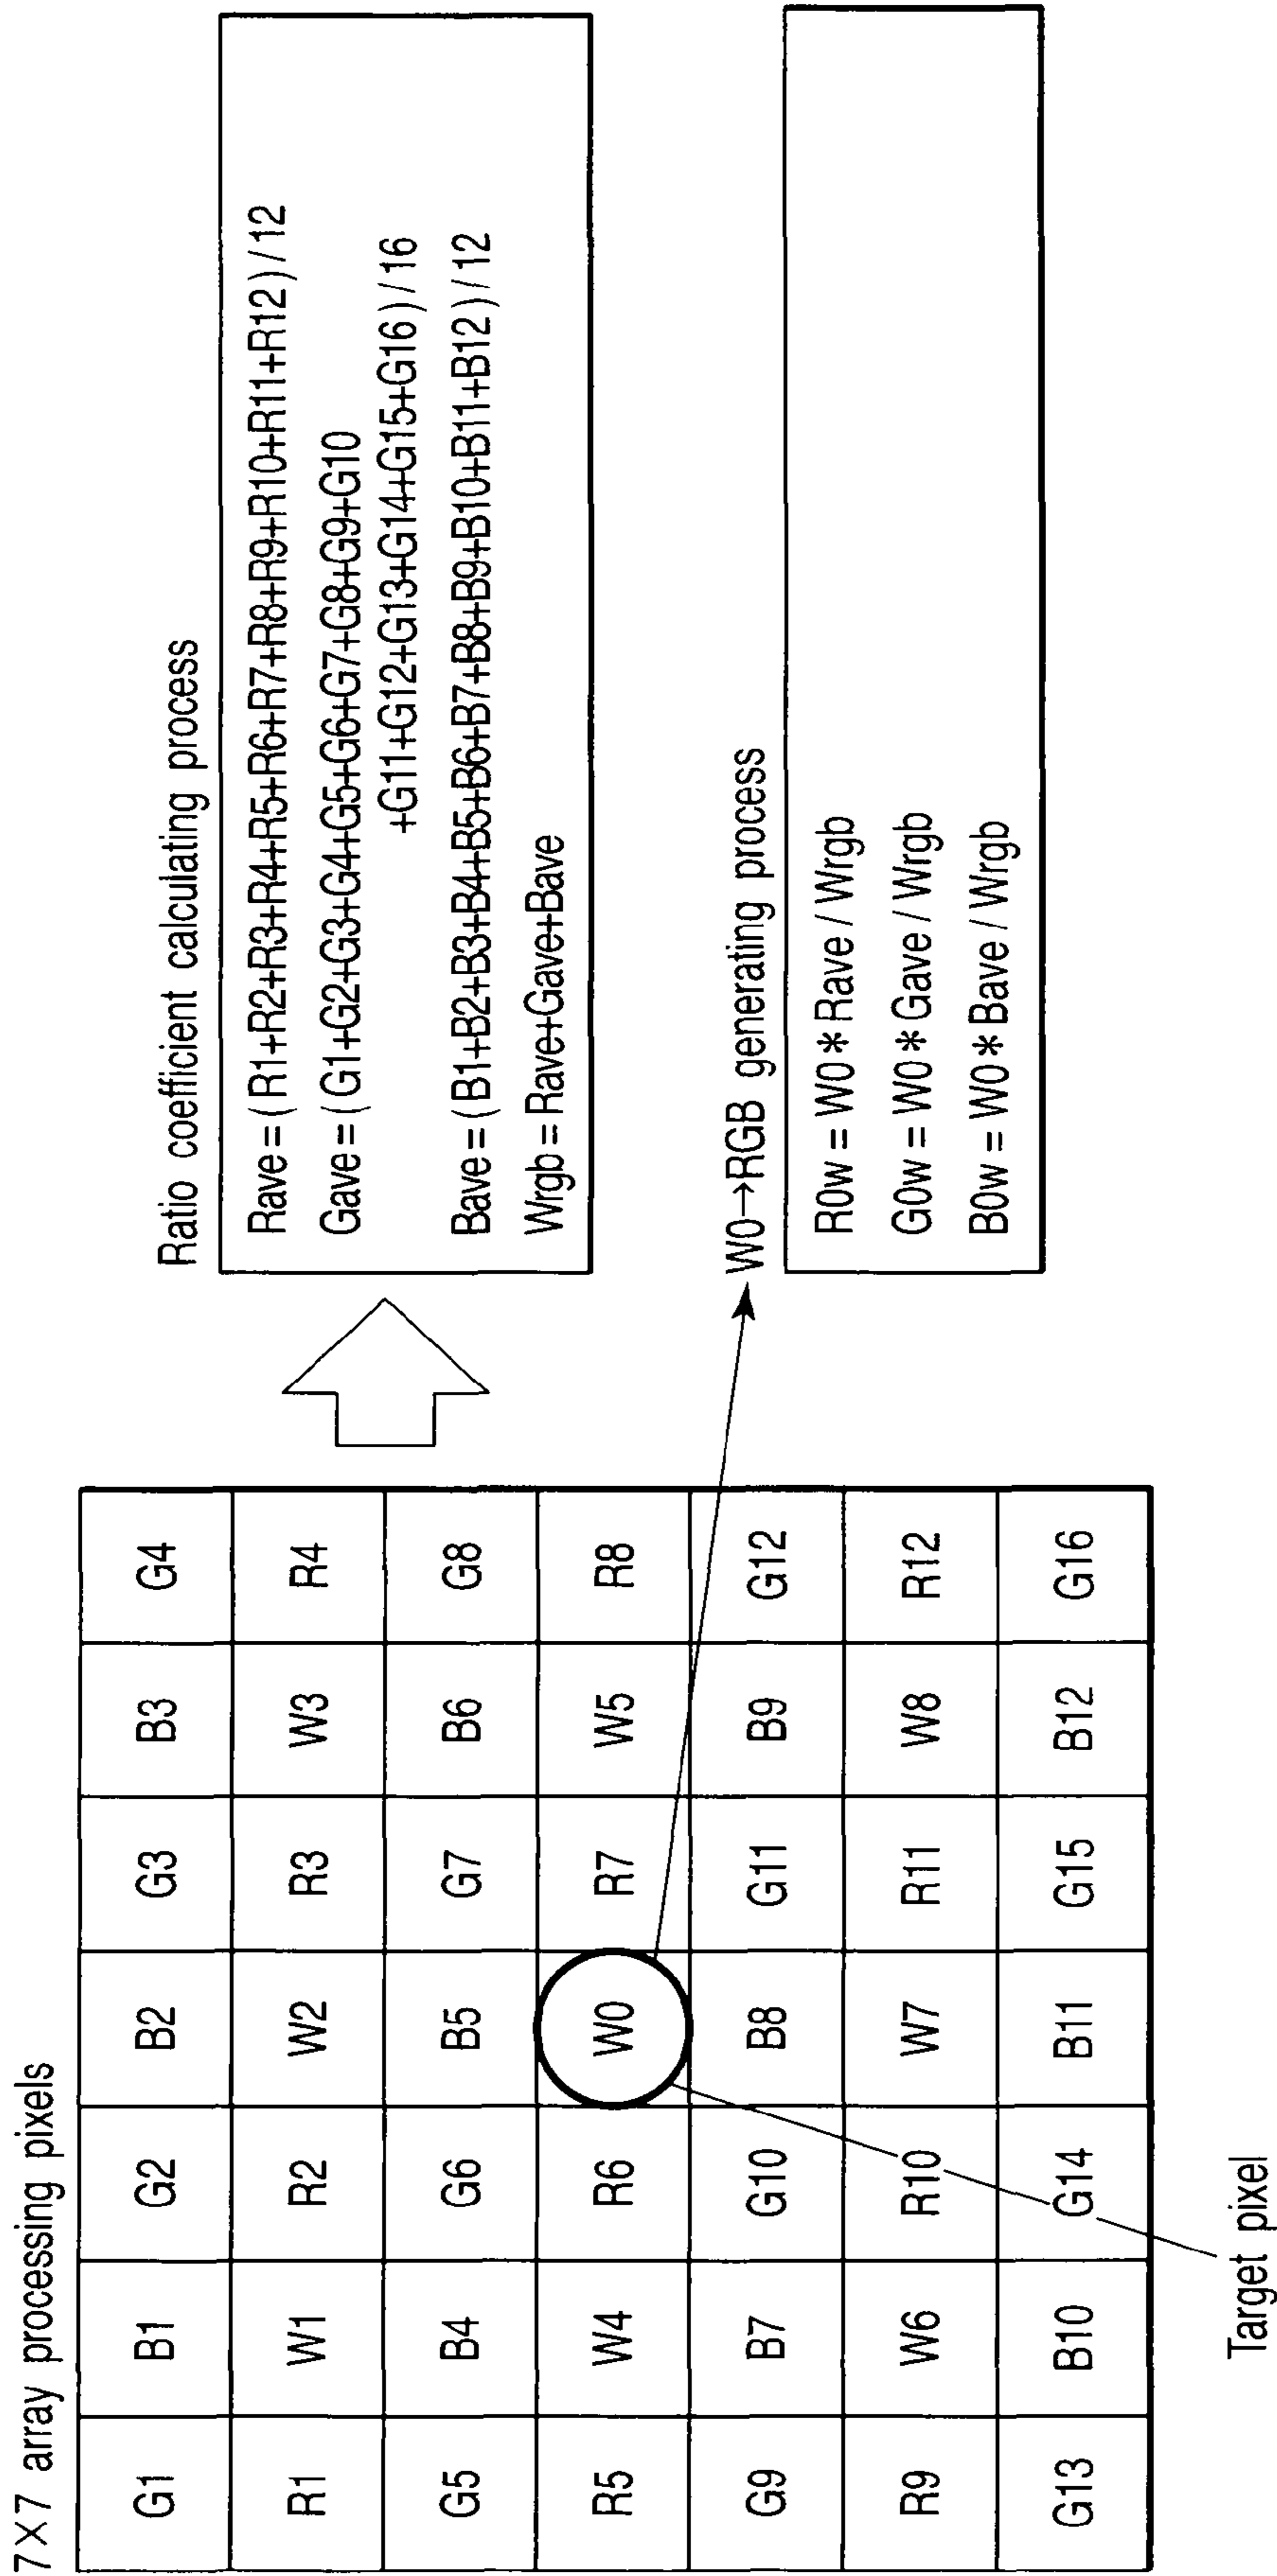 7×7 array processing pixels
G1 B1 G2 B2 G3 B3 G4
R1 W1 R2 W2 R3 W3 R4
G5 B4 G6 B5 G7 B6 G8
R5 W4 R6 W0 R7 W5 R8
G9 B7 G10 B8 G11 B9 G12
R9 W6 R10 W7 R11 W8 R12
G13 B10 G14 B11 G15 B12 G16
Target pixel
Ratio coefficient calculating process
Rave=(R1+R2+R3+R4+R5+R6+R7+R8+R9+R10+R11+R12)/12
Gave=(G1+G2+G3+G4+G5+G6+G7+G8+G9+G10
+G11+G12+G13+G14+G15+G16)/16
Bave=(B1+B2+B3+B4+B5+B6+B7+B8+B9+B10+B11+B12)/12
Wrgb=Rave+Gave+Bave
W0→RGB generating process
R0w = W0*Rave / Wrgb
G0w = W0*Gave / Wrgb
B0w = W0*Bave / Wrgb